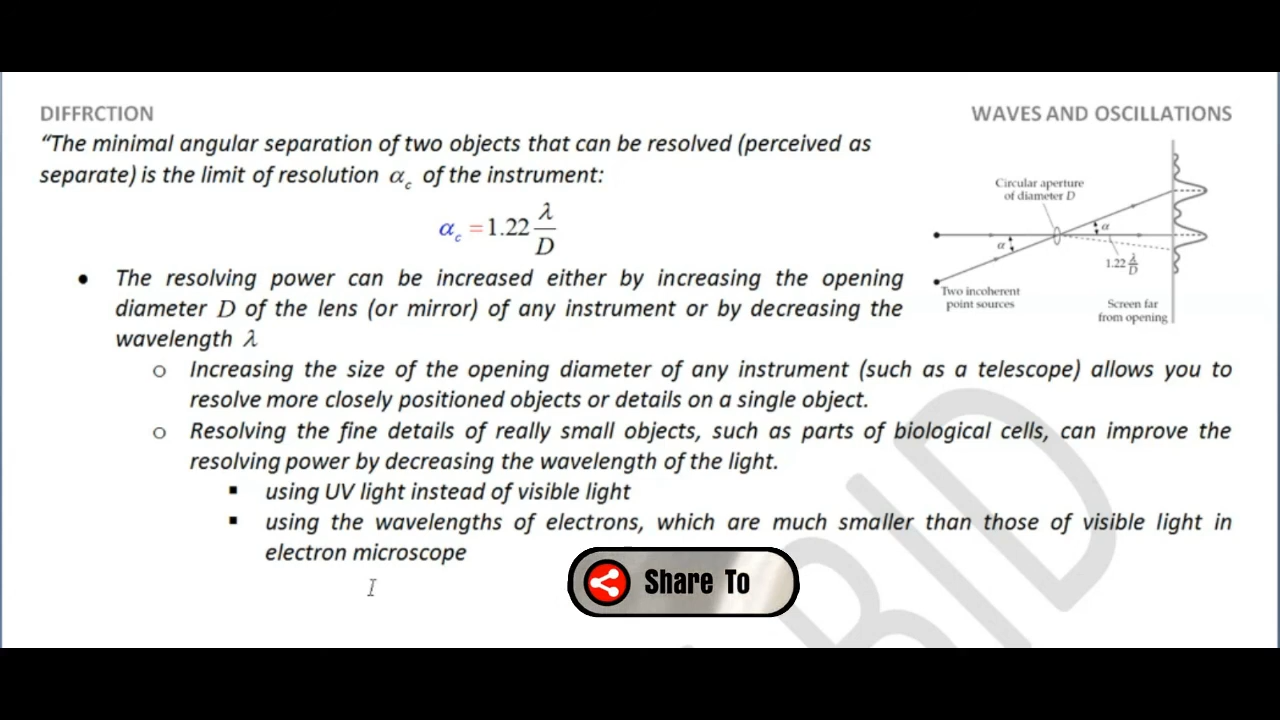 DIFFRCTION
WAVES AND OSCILLATIONS
“The minimal angular separation of two objects that can be resolved (perceived as
separate) is the limit of resolution α_c of the instrument:
α_c = 1.22 λ/D
• The resolving power can be increased either by increasing the opening
diameter D of the lens (or mirror) of any instrument or by decreasing the
wavelength λ
o Increasing the size of the opening diameter of any instrument (such as a telescope) allows you to
resolve more closely positioned objects or details on a single object.
o Resolving the fine details of really small objects, such as parts of biological cells, can improve the
resolving power by decreasing the wavelength of the light.
▪ using UV light instead of visible light
▪ using the wavelengths of electrons, which are much smaller than those of visible light in
electron microscope
Circular aperture
of diameter D
α
α
1.22 λ/D
Two incoherent
point sources
Screen far
from opening
Share To
BID